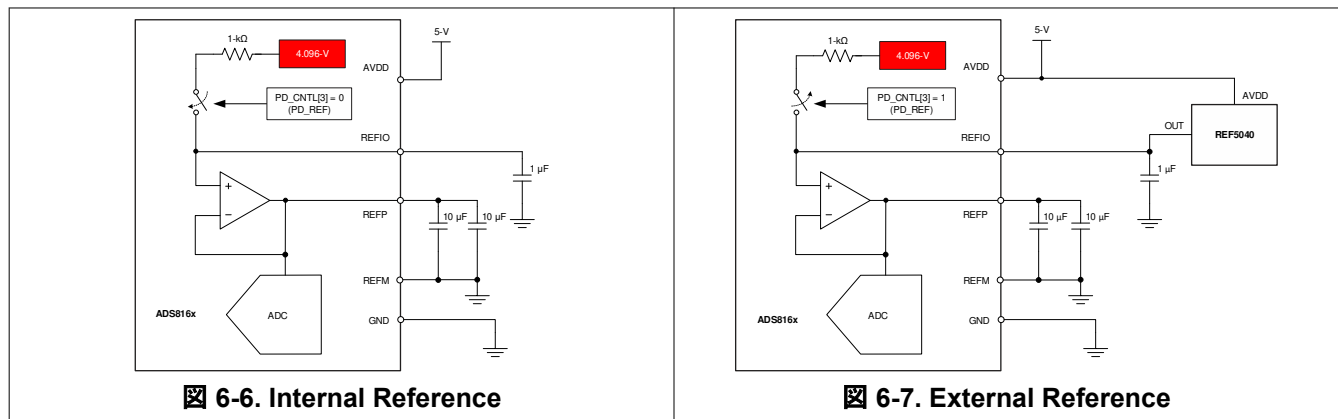 5-V
1-kΩ
4.096-V
AVDD
PD_CNTL[3] = 0
(PD_REF)
REFIO
1 µF
+
−
REFP
10 µF
10 µF
REFM
ADS816x
ADC
GND
図 6-6. Internal Reference
5-V
1-kΩ
4.096-V
AVDD
AVDD
PD_CNTL[3] = 1
(PD_REF)
OUT
REF5040
REFIO
1 µF
+
−
REFP
10 µF
10 µF
REFM
ADS816x
ADC
GND
図 6-7. External Reference